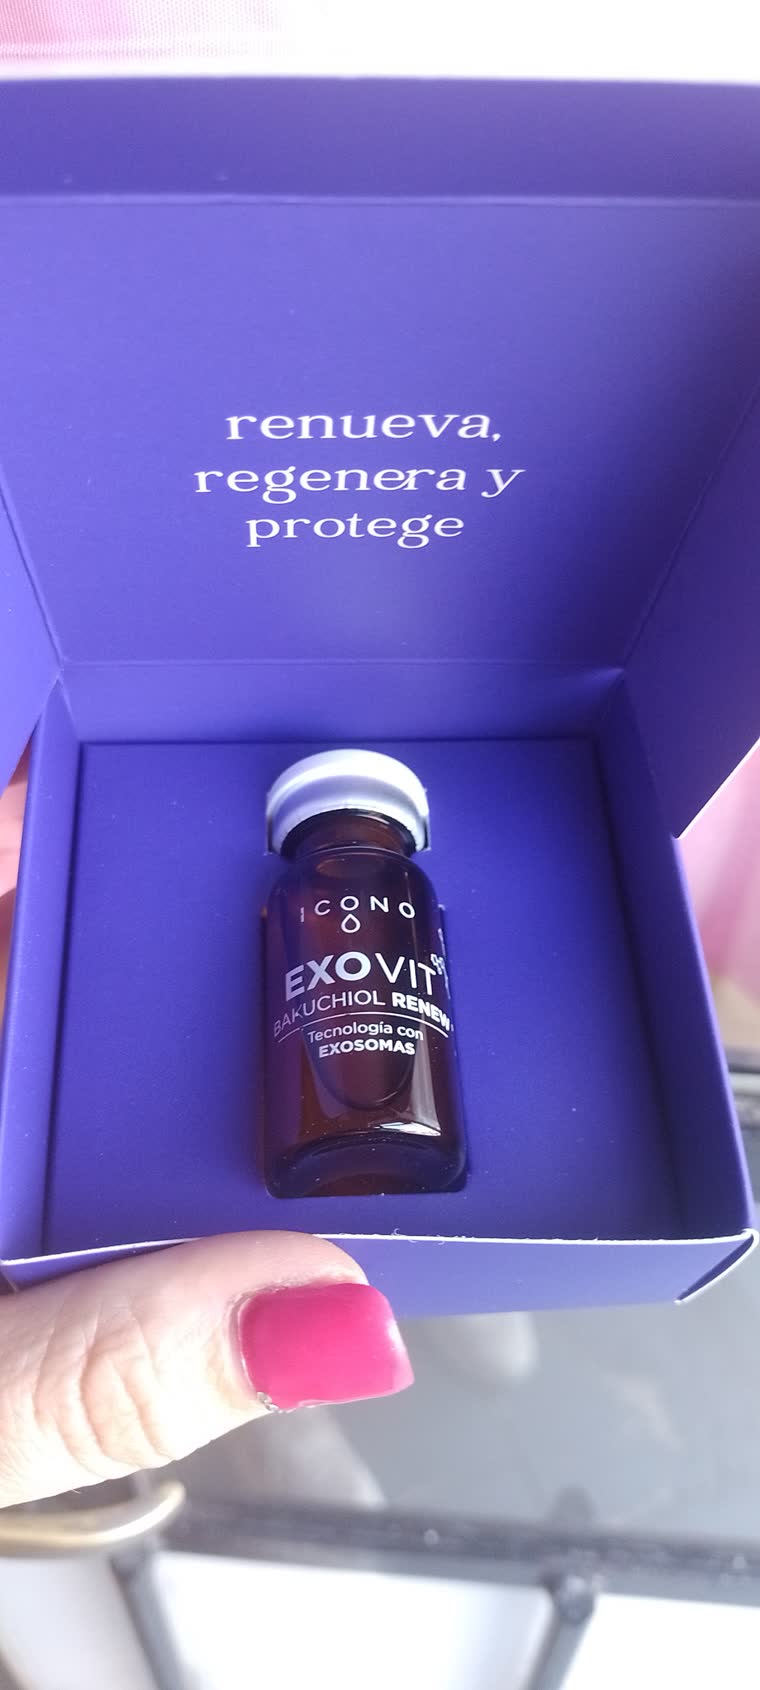 renueva,
regenera y
protege
ICONO
EXOVIT
BAKUCHIOL RENEW
Tecnología con
EXOSOMAS